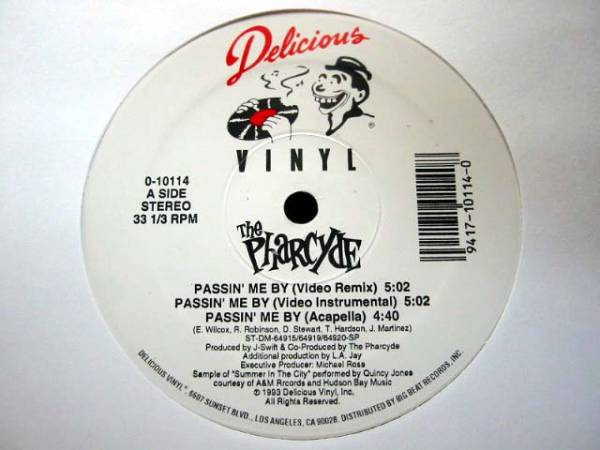 Delicious
VINYL
®
0-10114
A SIDE
STEREO
33 1/3 RPM
9417-10114-0
The
PHARCYDE
PASSIN' ME BY (Video Remix) 5:02
PASSIN' ME BY (Video Instrumental) 5:02
PASSIN' ME BY (Acapella) 4:40
(E. Wilcox, R. Robinson, D. Stewart, T. Hardson, J. Martinez)
ST-DM-64915/64919/64920-SP
Produced by J-Swift & Co-Produced by The Pharcyde
Additional production by L.A. Jay
Executive Producer: Michael Ross
Sample of "Summer In The City" performed by Quincy Jones
courtesy of A&M Rrcords and Hudson Bay Music
℗ 1993 Delicious Vinyl, Inc.
All Rights Reserved.
DELICIOUS VINYL®, 6607 SUNSET BLVD., LOS ANGELES, CA 90028. DISTRIBUTED BY BIG BEAT RECORDS, INC.